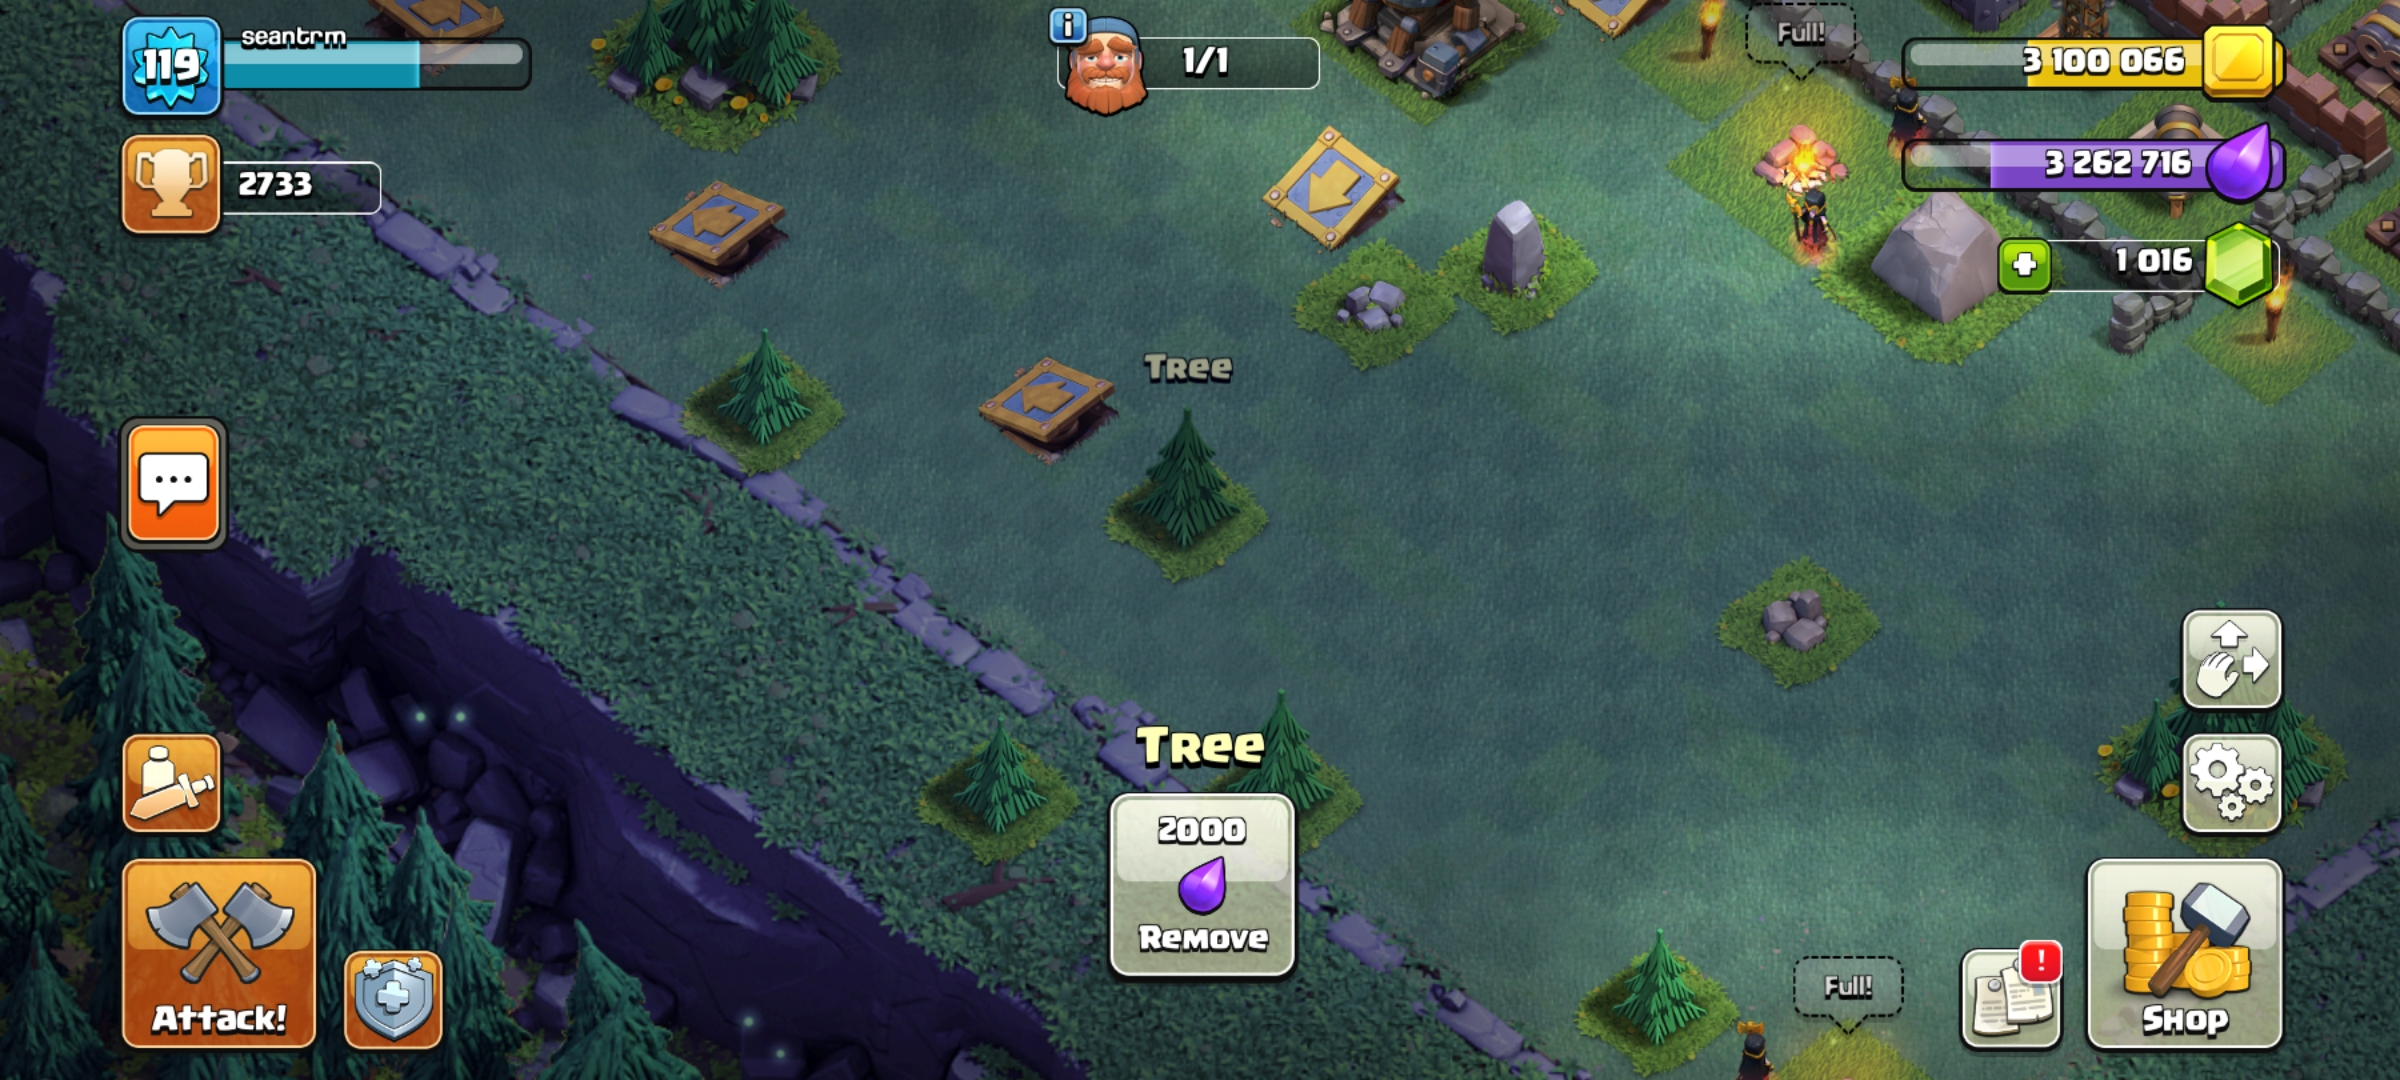 119
seantrm
1/1
Full!
3 100 066
2733
3 262 716
1 016
Tree
Tree
2000
Remove
Attack!
Full!
!
Shop